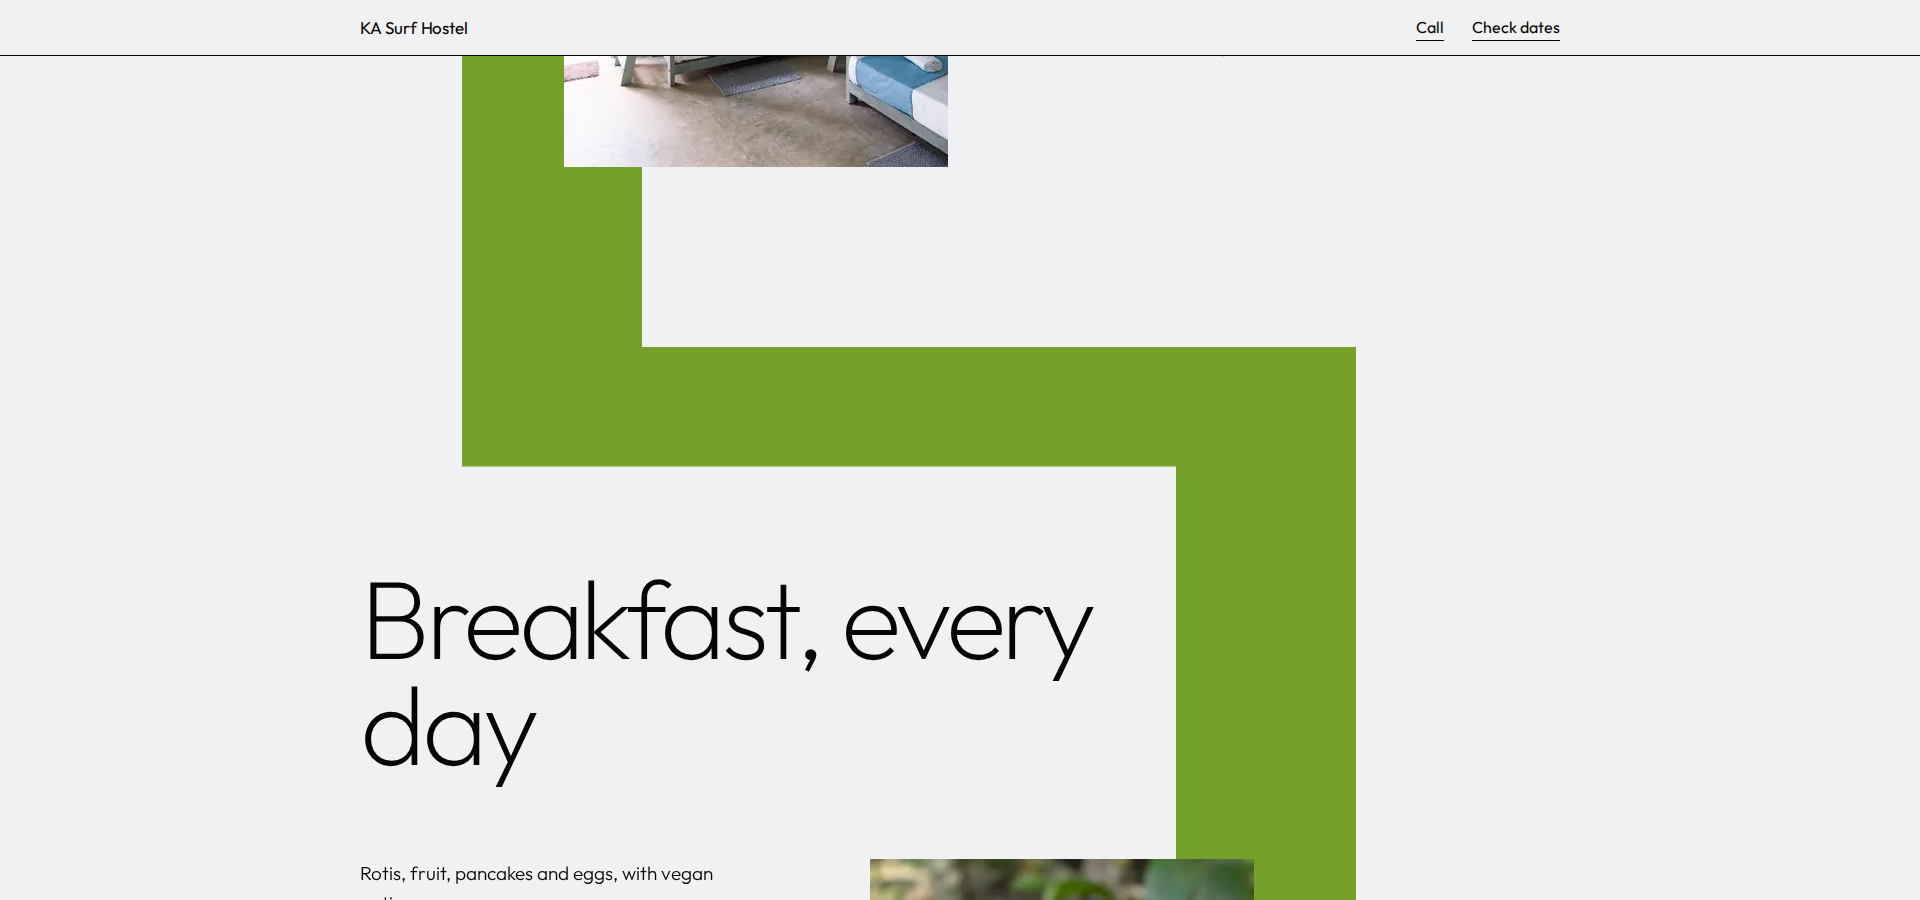 KA Surf Hostel
Call
Check dates
Breakfast, every
day
Rotis, fruit, pancakes and eggs, with vegan